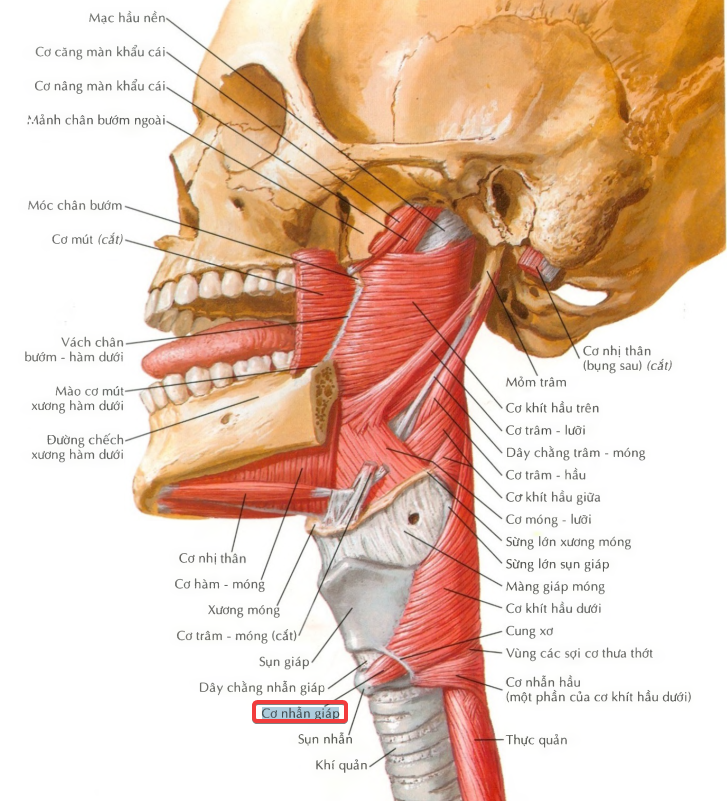 Mạc hầu nền
Cơ căng màn khẩu cái
Cơ nâng màn khẩu cái
Mảnh chân bướm ngoài
Móc chân bướm
Cơ mút (cắt)
Vách chân
bướm - hàm dưới
Mào cơ mút
xương hàm dưới
Đường chếch
xương hàm dưới
Cơ nhị thân
Cơ hàm - móng
Xương móng
Cơ trâm - móng (cắt)
Sụn giáp
Dây chằng nhẫn giáp
Cơ nhẫn giáp
Sụn nhẫn
Khí quản
Cơ nhị thân
(bụng sau) (cắt)
Mỏm trâm
Cơ khít hầu trên
Cơ trâm - lưỡi
Dây chằng trâm - móng
Cơ trâm - hầu
Cơ khít hầu giữa
Cơ móng - lưỡi
Sừng lớn xương móng
Sừng lớn sụn giáp
Màng giáp móng
Cơ khít hầu dưới
Cung xơ
Vùng các sợi cơ thưa thớt
Cơ nhẫn hầu
(một phần của cơ khít hầu dưới)
Thực quản